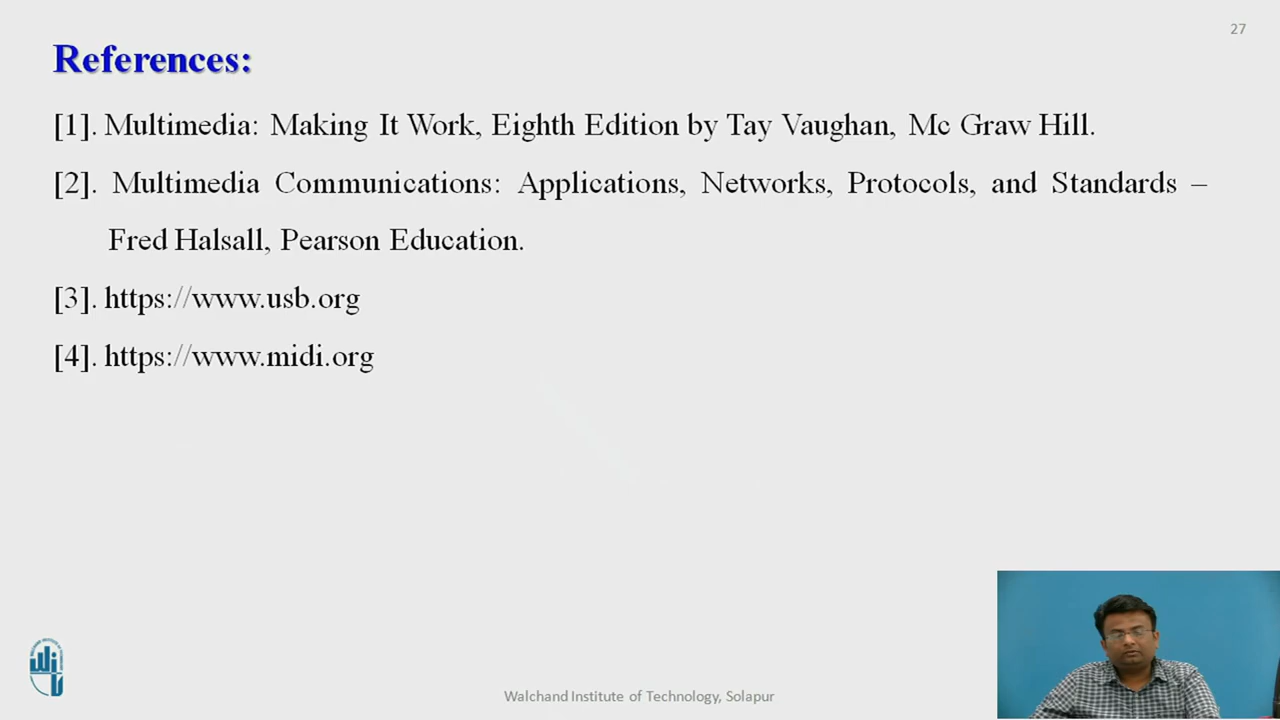 27
References:
[1]. Multimedia: Making It Work, Eighth Edition by Tay Vaughan, Mc Graw Hill.
[2]. Multimedia Communications: Applications, Networks, Protocols, and Standards –
Fred Halsall, Pearson Education.
[3]. https://www.usb.org
[4]. https://www.midi.org
Walchand Institute of Technology, Solapur